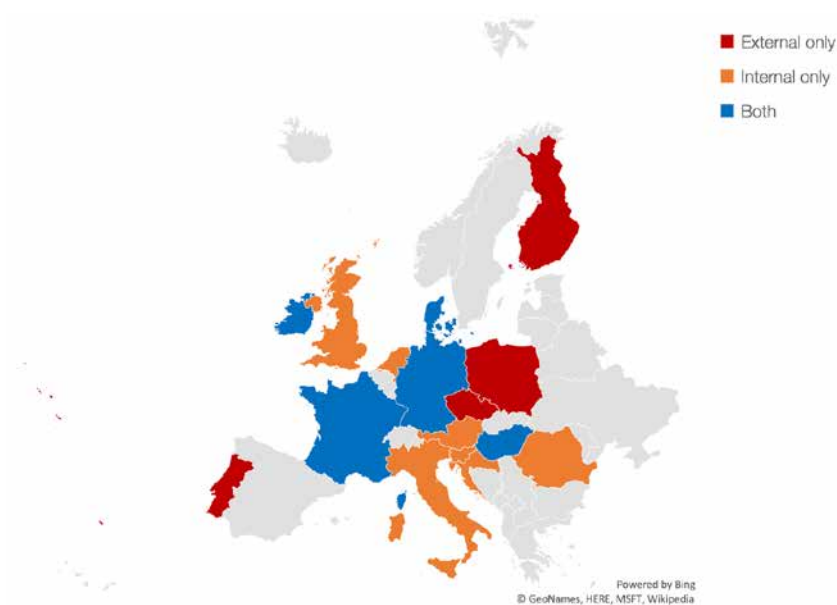 External only
Internal only
Both
Powered by Bing
© GeoNames, HERE, MSFT, Wikipedia